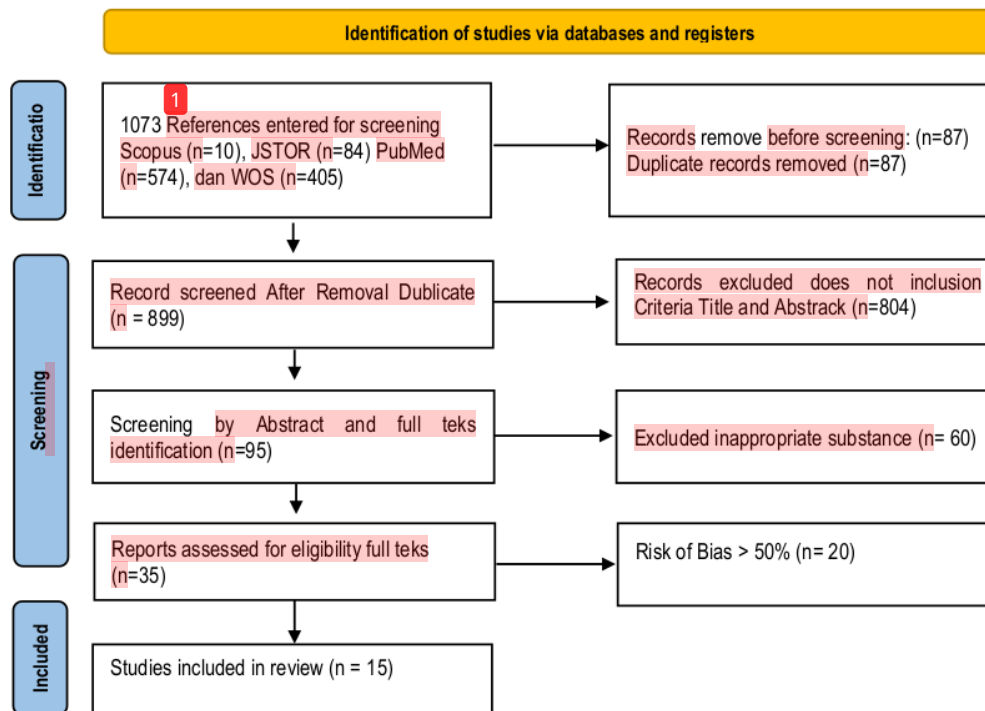 Identification of studies via databases and registers
Identificatio
1
1073 References entered for screening
Scopus (n=10), JSTOR (n=84) PubMed
(n=574), dan WOS (n=405)
Records remove before screening: (n=87)
Duplicate records removed (n=87)
Screening
Record screened After Removal Dublicate
(n = 899)
Records excluded does not inclusion
Criteria Title and Abstrack (n=804)
Screening by Abstract and full teks
identification (n=95)
Excluded inappropriate substance (n= 60)
Reports assessed for eligibility full teks
(n=35)
Risk of Bias > 50% (n= 20)
Included
Studies included in review (n = 15)